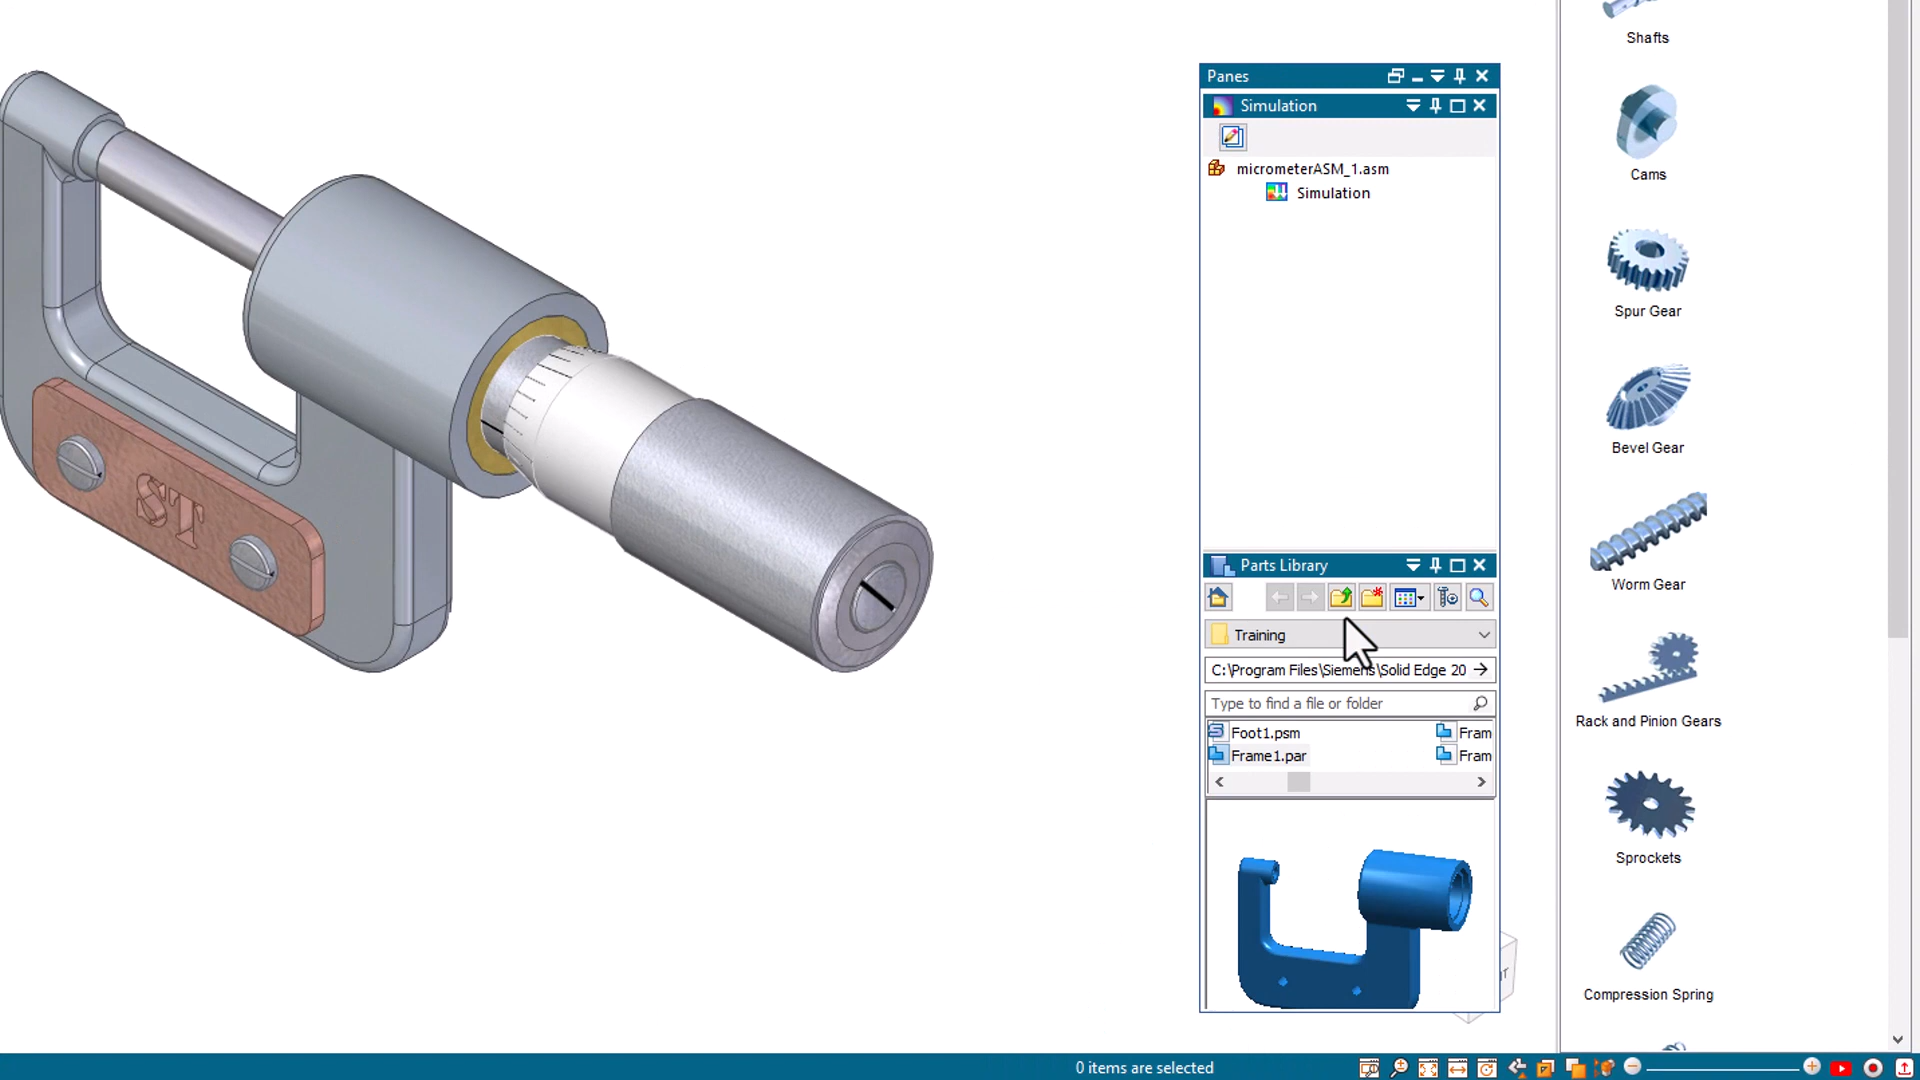 Shafts
Panes
Simulation
Cams
micrometerASM_1.asm
Simulation
Spur Gear
Bevel Gear
ST
Worm Gear
Parts Library
Training
C:\Program Files\Siemens\Solid Edge 20
Type to find a file or folder
Rack and Pinion Gears
Foot1.psm
Fram
Frame1.par
Fram
Sprockets
Compression Spring
0 items are selected